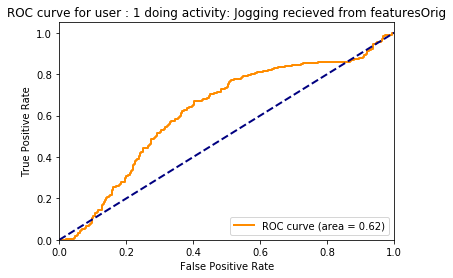 ROC curve for user : 1 doing activity: Jogging recieved from featuresOrig
1.0
0.8
0.6
0.4
0.2
0.0
True Positive Rate
ROC curve (area = 0.62)
0.0 0.2 0.4 0.6 0.8 1.0
False Positive Rate